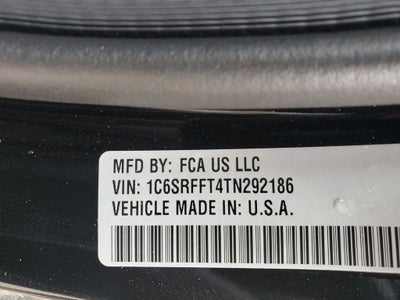 MFD BY: FCA US LLC
VIN: 1C6SRFFT4TN292186
VEHICLE MADE IN: U.S.A.